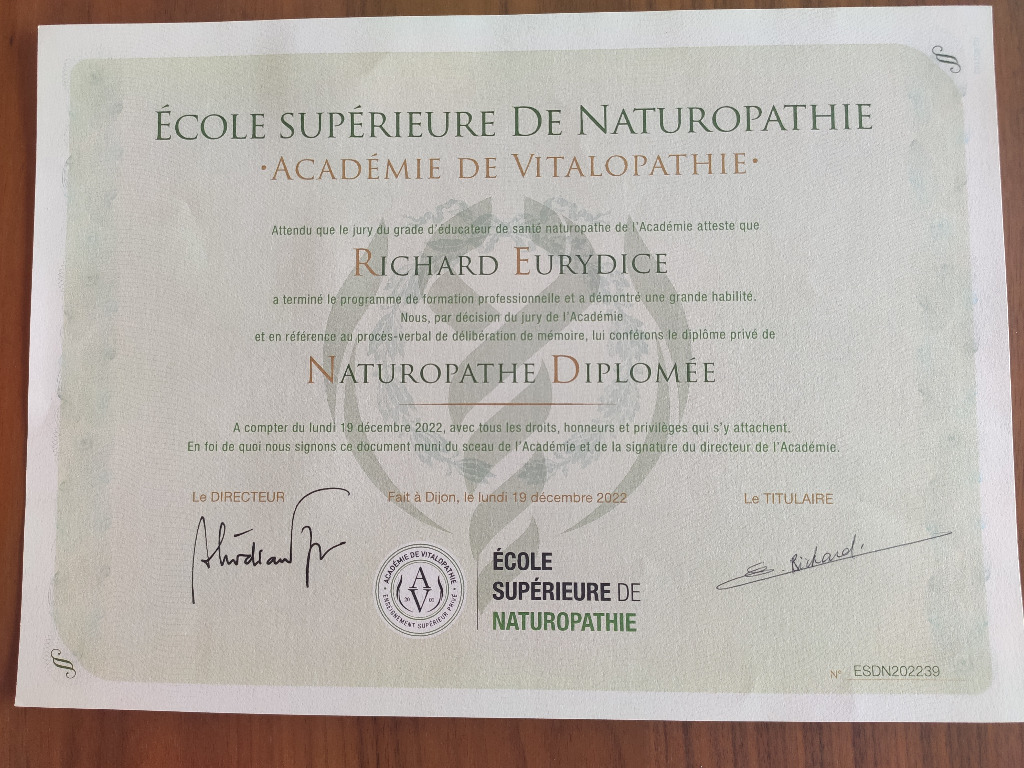 ÉCOLE SUPÉRIEURE DE NATUROPATHIE
·ACADÉMIE DE VITALOPATHIE·
Attendu que le jury du grade d'éducateur de santé naturopathe de l'Académie atteste que
RICHARD EURYDICE
a terminé le programme de formation professionnelle et a démontré une grande habilité.
Nous, par décision du jury de l'Académie
et en référence au procès-verbal de délibération de mémoire, lui conférons le diplôme privé de
NATUROPATHE DIPLOMÉE
A compter du lundi 19 décembre 2022, avec tous les droits, honneurs et privilèges qui s'y attachent.
En foi de quoi nous signons ce document muni du sceau de l'Académie et de la signature du directeur de l'Académie.
Le DIRECTEUR
Fait à Dijon, le lundi 19 décembre 2022
Le TITULAIRE
E. Richard.
ACADÉMIE DE VITALOPATHIE
AV
ENSEIGNEMENT SUPÉRIEUR PRIVÉ
ÉCOLE
SUPÉRIEURE DE
NATUROPATHIE
N° ESDN202239